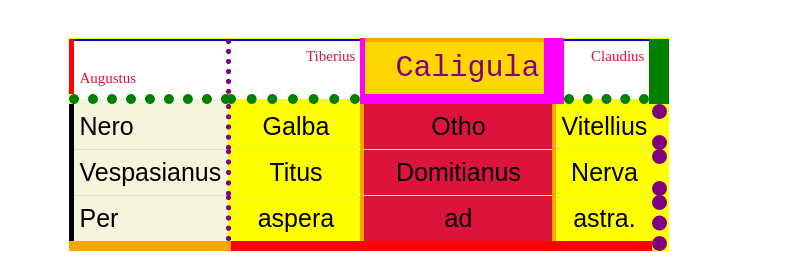 Augustus Tiberius Caligula Claudius
Nero Galba Otho Vitellius
Vespasianus Titus Domitianus Nerva
Per aspera ad astra.